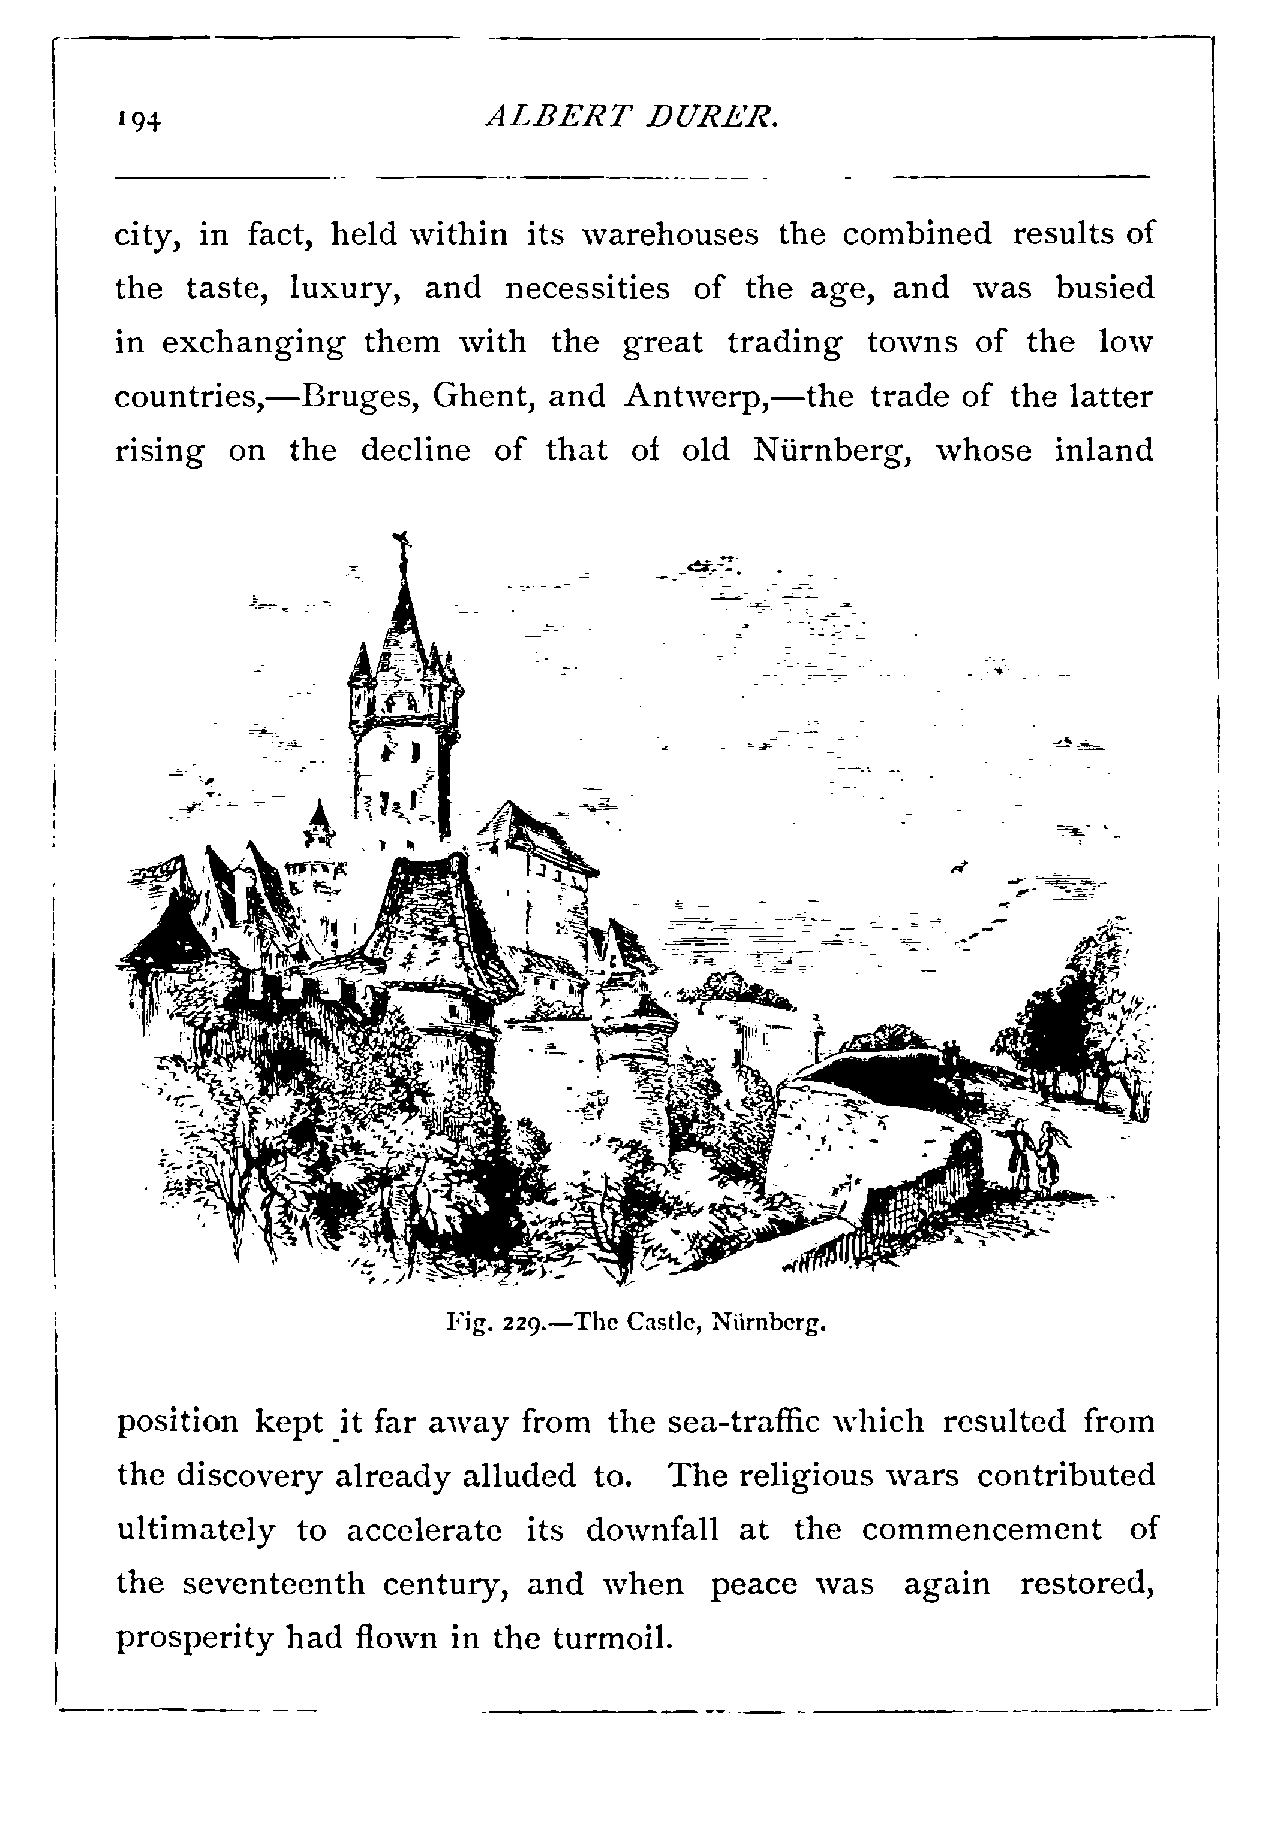 194 ALBERT DURER.
city, in fact, held within its warehouses the combined results of
the taste, luxury, and necessities of the age, and was busied
in exchanging them with the great trading towns of the low
countries,—Bruges, Ghent, and Antwerp,—the trade of the latter
rising on the decline of that of old Nürnberg, whose inland
Fig. 229.—The Castle, Nürnberg.
position kept it far away from the sea-traffic which resulted from
the discovery already alluded to. The religious wars contributed
ultimately to accelerate its downfall at the commencement of
the seventeenth century, and when peace was again restored,
prosperity had flown in the turmoil.